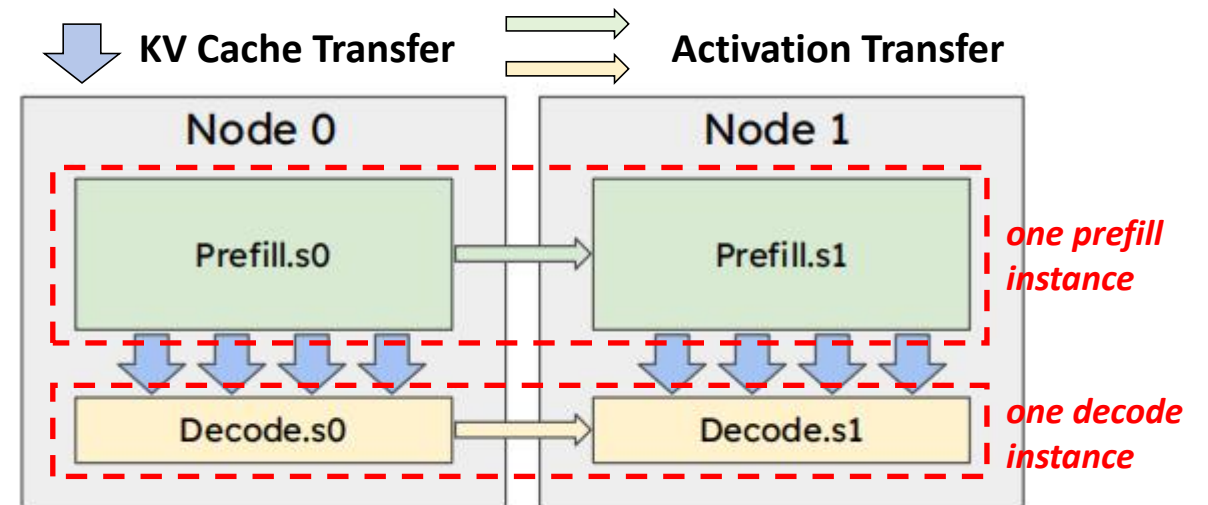 KV Cache Transfer
Activation Transfer
Node 0
Node 1
Prefill.s0
Prefill.s1
one prefill
instance
Decode.s0
Decode.s1
one decode
instance